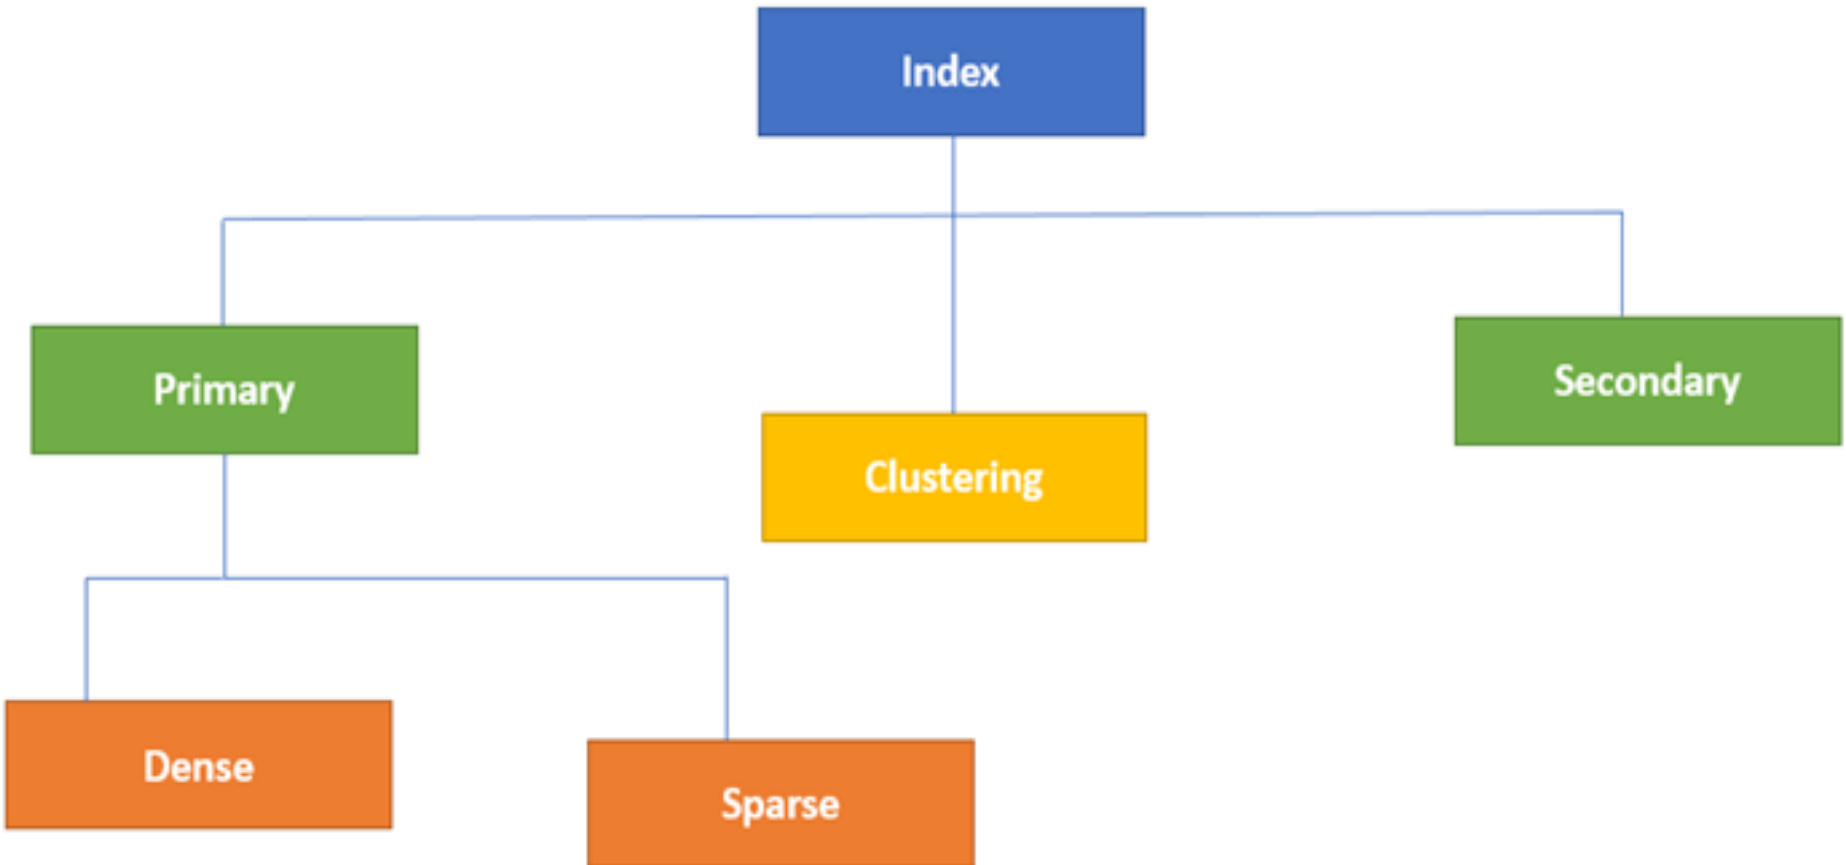 Index
Primary
Secondary
Clustering
Dense
Sparse